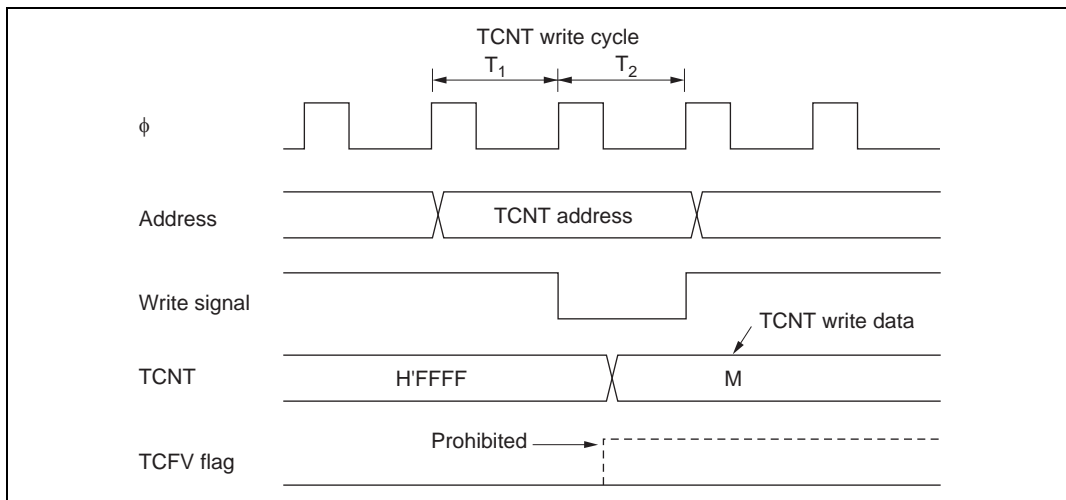 TCNT write cycle
T1 T2
ϕ
Address TCNT address
Write signal
TCNT write data
TCNT H'FFFF M
Prohibited
TCFV flag